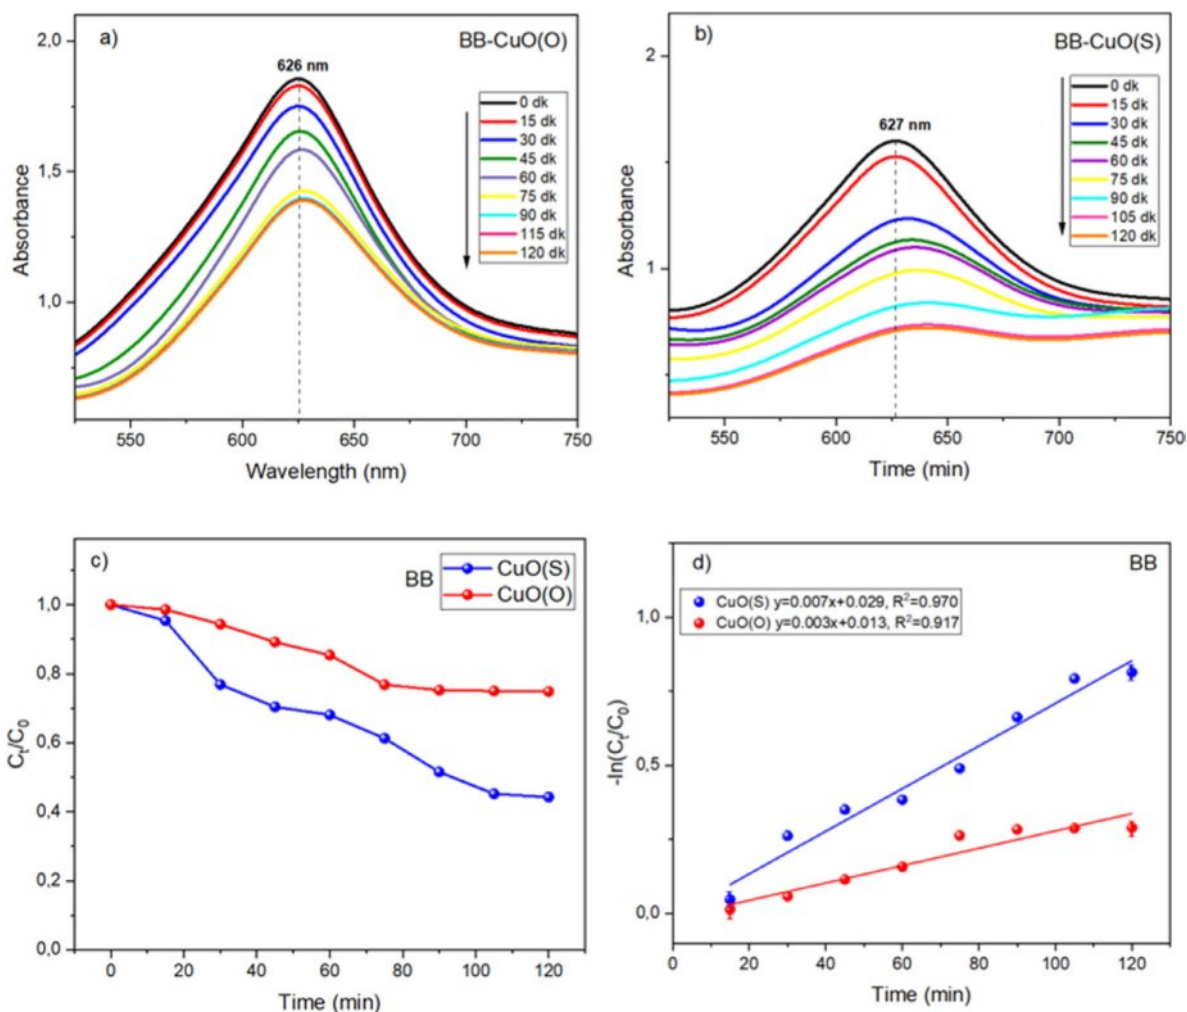 a)
BB-CuO(O)
626 nm
0 dk
15 dk
30 dk
45 dk
60 dk
75 dk
90 dk
115 dk
120 dk
2,0
1,5
1,0
Absorbance
550
600
650
700
750
Wavelength (nm)
b)
BB-CuO(S)
627 nm
0 dk
15 dk
30 dk
45 dk
60 dk
75 dk
90 dk
105 dk
120 dk
2
1
Absorbance
550
600
650
700
750
Time (min)
c)
BB
CuO(S)
CuO(O)
1,0
0,8
0,6
0,4
0,2
0,0
Cₜ/C₀
0
20
40
60
80
100
120
Time (min)
d)
BB
CuO(S) y=0.007x+0.029, R²=0.970
CuO(O) y=0.003x+0.013, R²=0.917
1,0
0,5
0,0
-ln(Cₜ/C₀)
0
20
40
60
80
100
120
Time (min)